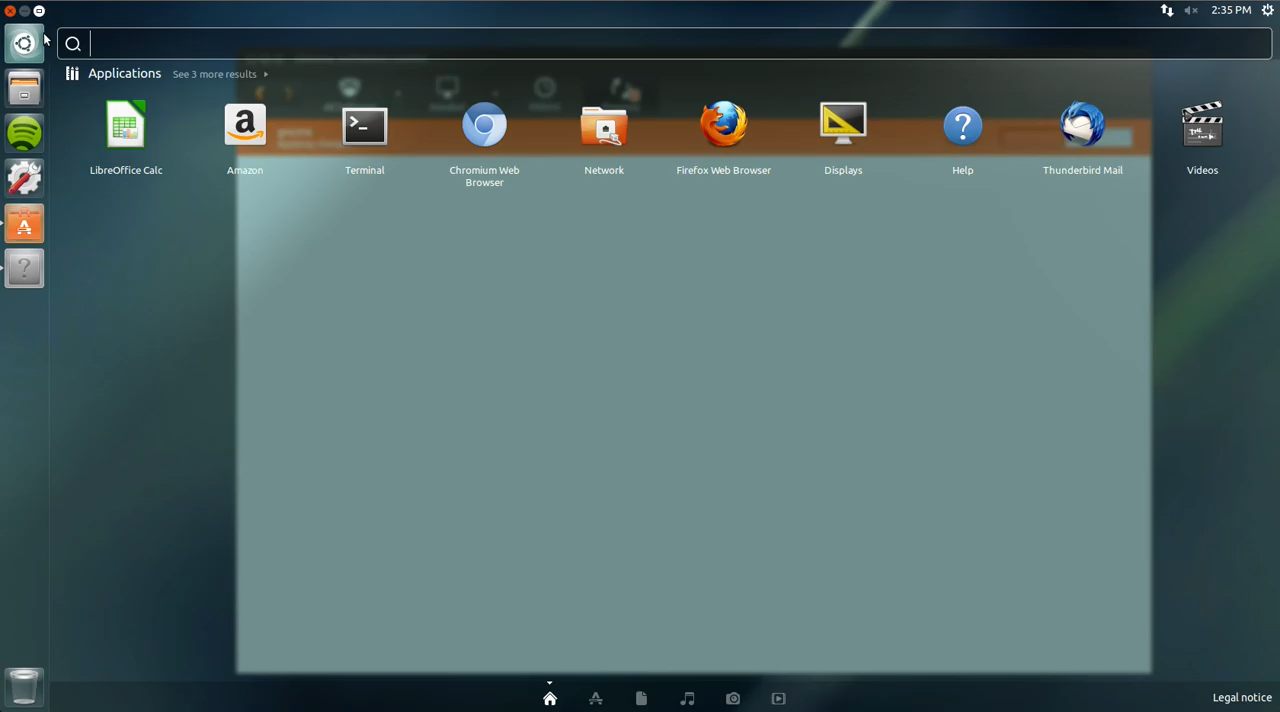 2:35 PM
Applications See 3 more results
LibreOffice Calc
Amazon
Terminal
Chromium Web
Browser
Network
Firefox Web Browser
Displays
Help
Thunderbird Mail
Videos
Legal notice